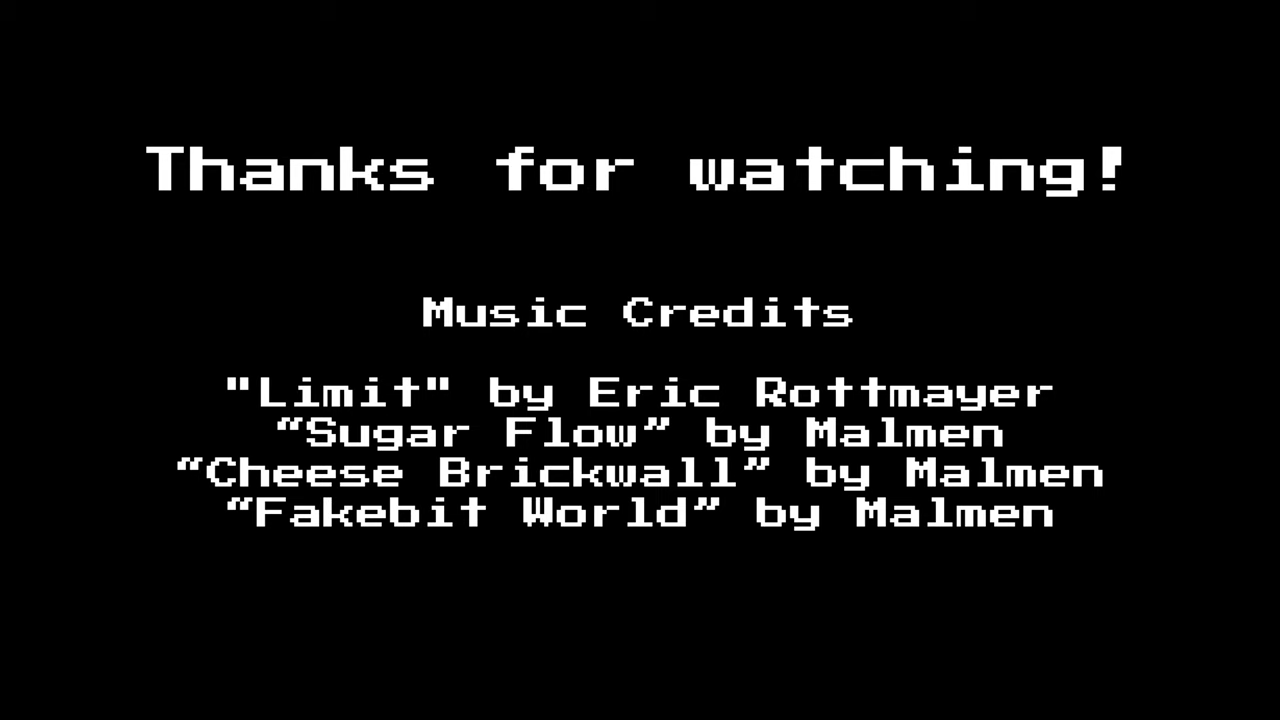 Thanks for watching!
Music Credits
"Limit" by Eric Rottmayer
“Sugar Flow” by Malmen
“Cheese Brickwall” by Malmen
“Fakebit World” by Malmen